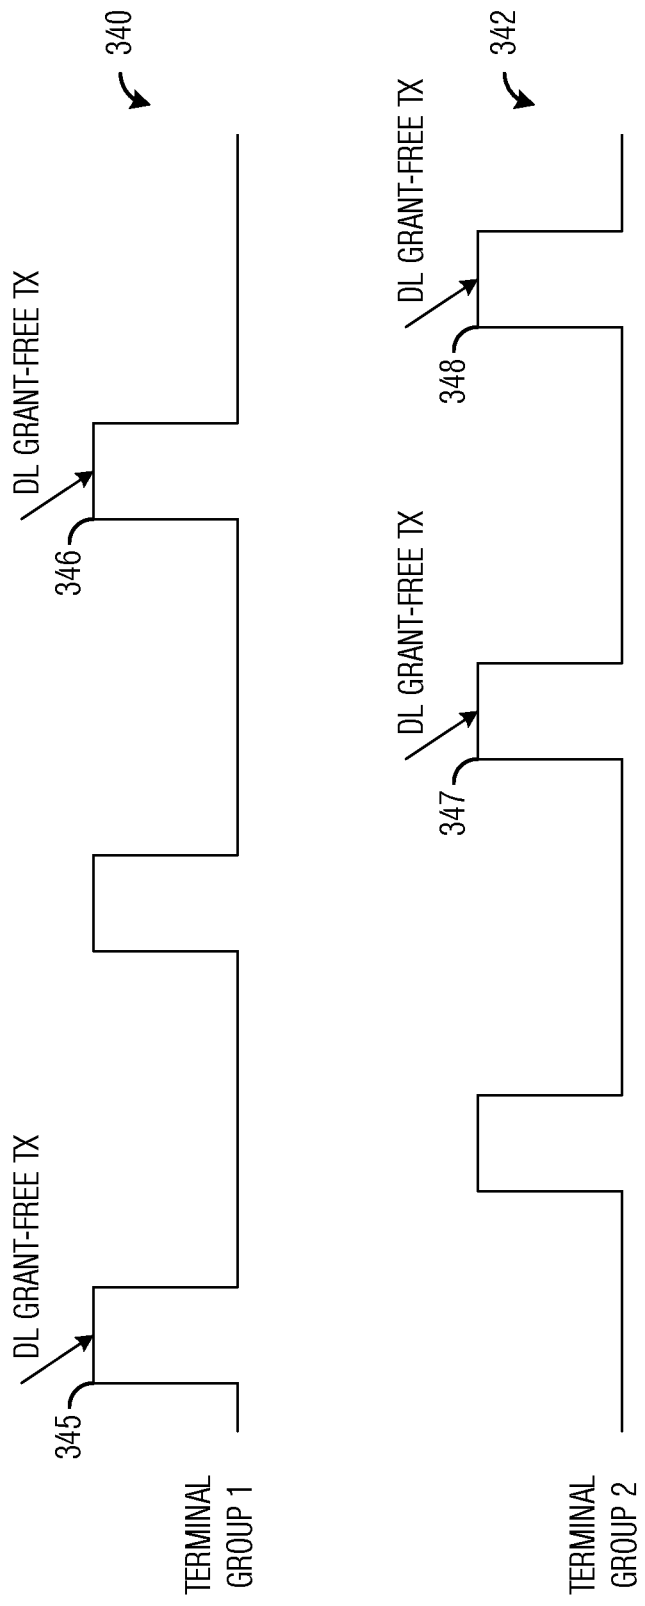 DL GRANT-FREE TX
DL GRANT-FREE TX
340
345
346
TERMINAL
GROUP 1
DL GRANT-FREE TX
DL GRANT-FREE TX
342
347
348
TERMINAL
GROUP 2